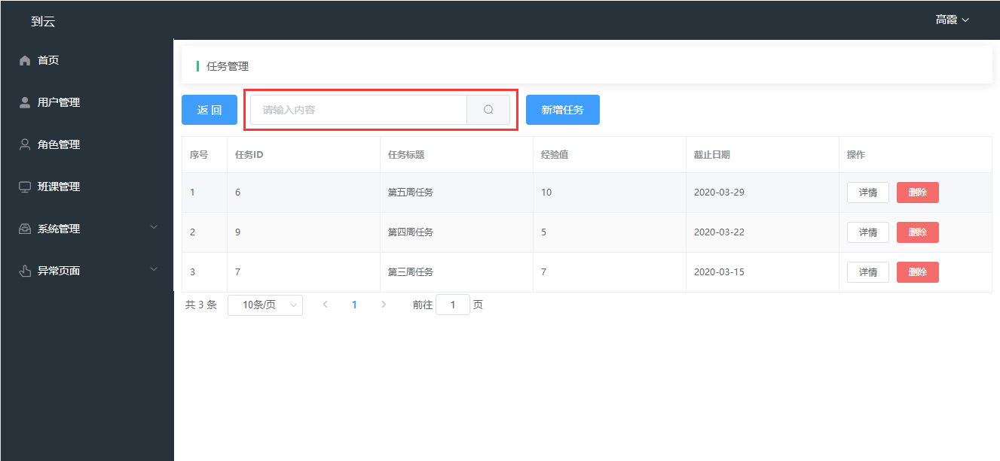 到云
高霞
首页
用户管理
角色管理
班课管理
系统管理
异常页面
任务管理
返 回
请输入内容
新增任务
序号 任务ID 任务标题 经验值 截止日期 操作
1 6 第五周任务 10 2020-03-29 详情 删除
2 9 第四周任务 5 2020-03-22 详情 删除
3 7 第三周任务 7 2020-03-15 详情 删除
共 3 条 10条/页 1 前往 1 页